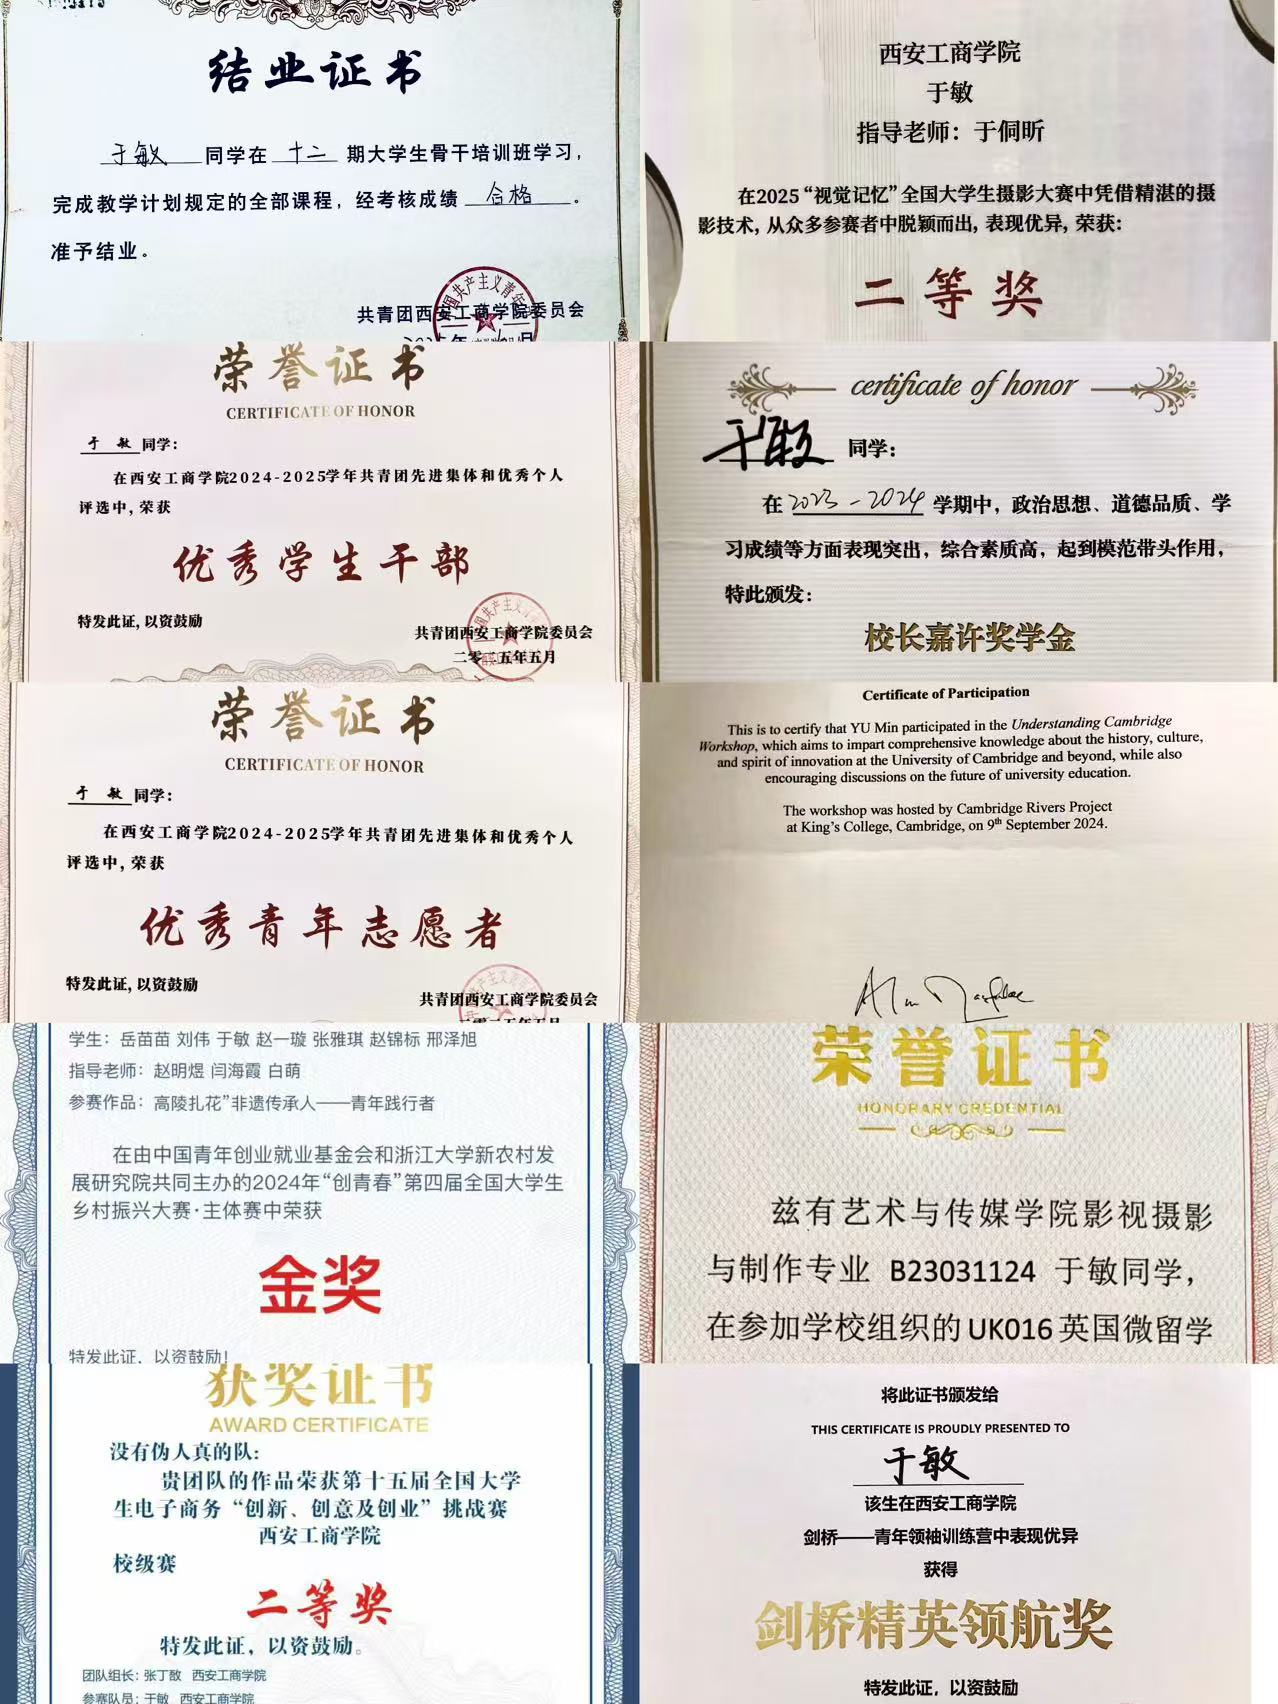 结业证书
于敏 同学在 十二 期大学生骨干培训班学习，
完成教学计划规定的全部课程，经考核成绩 合格 。
准予结业。
共青团西安工商学院委员会
西安工商学院
于敏
指导老师：于侗昕
在2025“视觉记忆”全国大学生摄影大赛中凭借精湛的摄
影技术，从众多参赛者中脱颖而出，表现优异，荣获：
二等奖
荣誉证书
CERTIFICATE OF HONOR
于敏 同学：
在西安工商学院2024-2025学年共青团先进集体和优秀个人
评选中，荣获
优秀学生干部
特发此证，以资鼓励
共青团西安工商学院委员会
二零二五年五月
certificate of honor
于敏 同学：
在 2023-2024 学期中，政治思想、道德品质、学
习成绩等方面表现突出，综合素质高，起到模范带头作用，
特此颁发：
校长嘉许奖学金
荣誉证书
CERTIFICATE OF HONOR
于敏 同学：
在西安工商学院2024-2025学年共青团先进集体和优秀个人
评选中，荣获
优秀青年志愿者
特发此证，以资鼓励
共青团西安工商学院委员会
二零二五年五月
Certificate of Participation
This is to certify that YU Min participated in the Understanding Cambridge
Workshop, which aims to impart comprehensive knowledge about the history, culture,
and spirit of innovation at the University of Cambridge and beyond, while also
encouraging discussions on the future of university education.
The workshop was hosted by Cambridge Rivers Project
at King's College, Cambridge, on 9th September 2024.
学生：岳苗苗 刘伟 于敏 赵一璇 张雅琪 赵锦标 邢泽旭
指导老师：赵明煜 闫海霞 白萌
参赛作品：高陵扎花”非遗传承人——青年践行者
在由中国青年创业就业基金会和浙江大学新农村发
展研究院共同主办的2024年“创青春”第四届全国大学生
乡村振兴大赛·主体赛中荣获
金奖
特发此证，以资鼓励！
荣誉证书
HONORARY CREDENTIAL
兹有艺术与传媒学院影视摄影
与制作专业 B23031124 于敏同学，
在参加学校组织的UK016英国微留学
获奖证书
AWARD CERTIFICATE
没有伪人真的队：
贵团队的作品荣获第十五届全国大学
生电子商务“创新、创意及创业”挑战赛
西安工商学院
校级赛
二等奖
特发此证，以资鼓励。
团队组长：张丁散 西安工商学院
参赛队员：于敏 西安工商学院
将此证书颁发给
THIS CERTIFICATE IS PROUDLY PRESENTED TO
于敏
该生在西安工商学院
剑桥——青年领袖训练营中表现优异
获得
剑桥精英领航奖
特发此证，以资鼓励